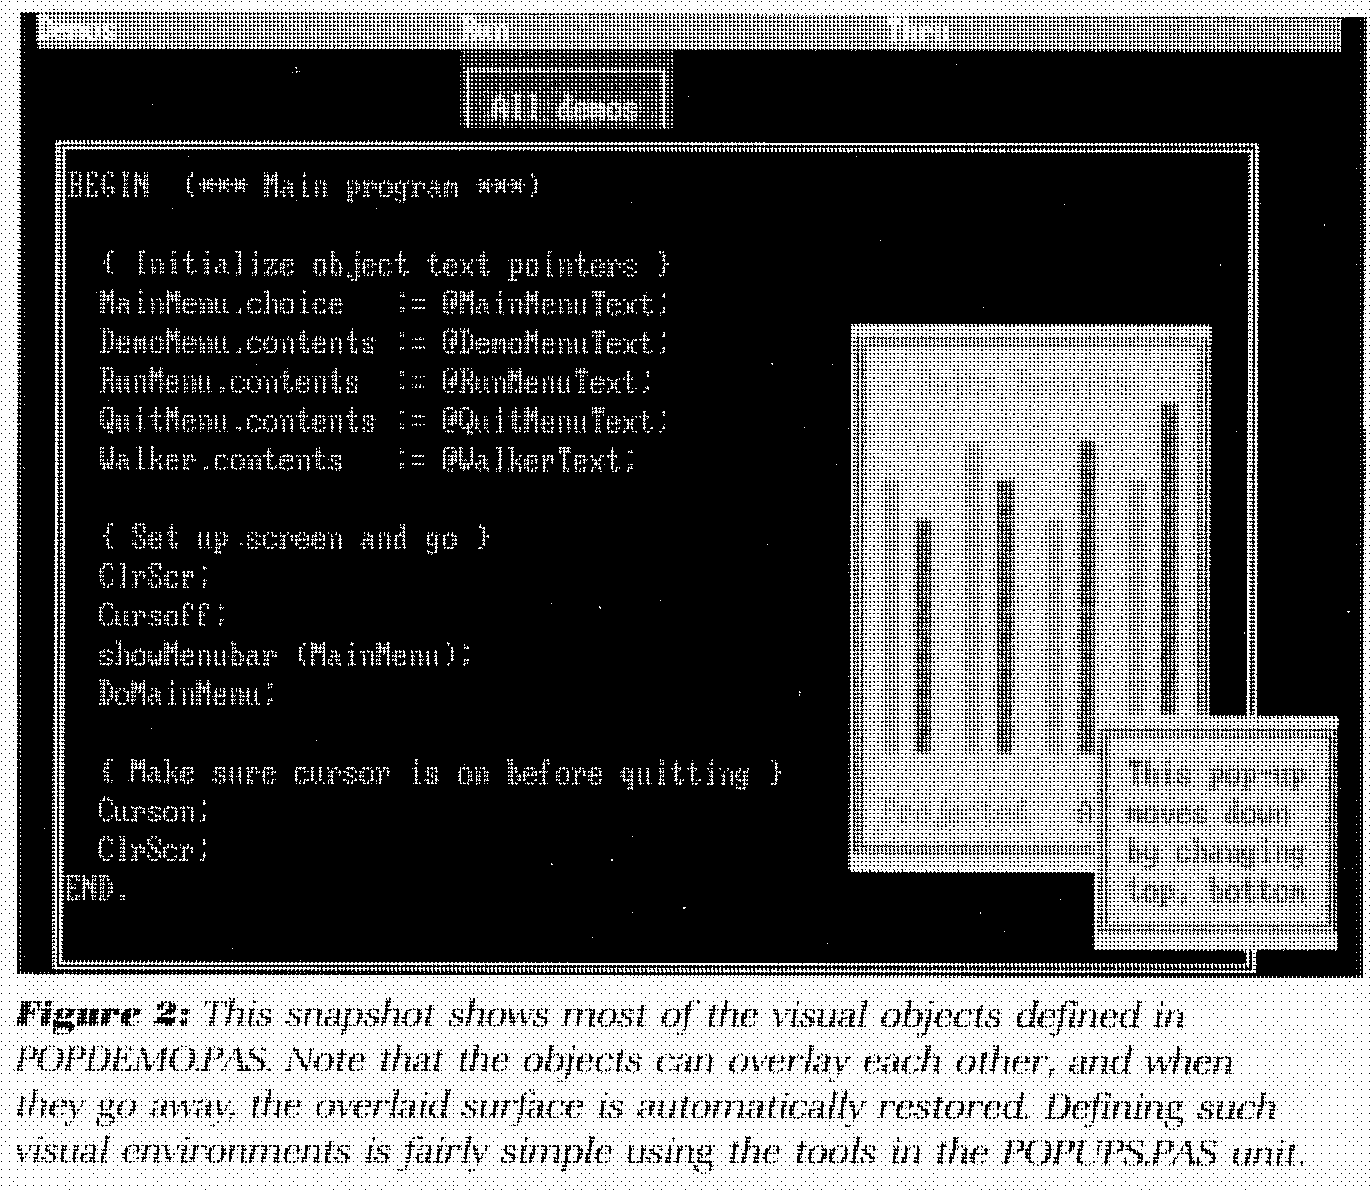 Demos Run Then
All demos
BEGIN (*** Main program ***)
{ Initialize object text pointers }
MainMenu.choice := @MainMenuText;
DemoMenu.contents := @DemoMenuText;
RunMenu.contents := @RunMenuText;
QuitMenu.contents := @QuitMenuText;
Walker.contents := @WalkerText;
{ Set up screen and go }
ClrScr;
Cursoff;
showMenubar (MainMenu);
DoMainMenu;
{ Make sure cursor is on before quitting }
Curson;
ClrScr;
END.
This pop-up
moves down
by changing
top, bottom
Figure 2: This snapshot shows most of the visual objects defined in
POPDEMO.PAS. Note that the objects can overlay each other, and when
they go away, the overlaid surface is automatically restored. Defining such
visual environments is fairly simple using the tools in the POPUPS.PAS unit.